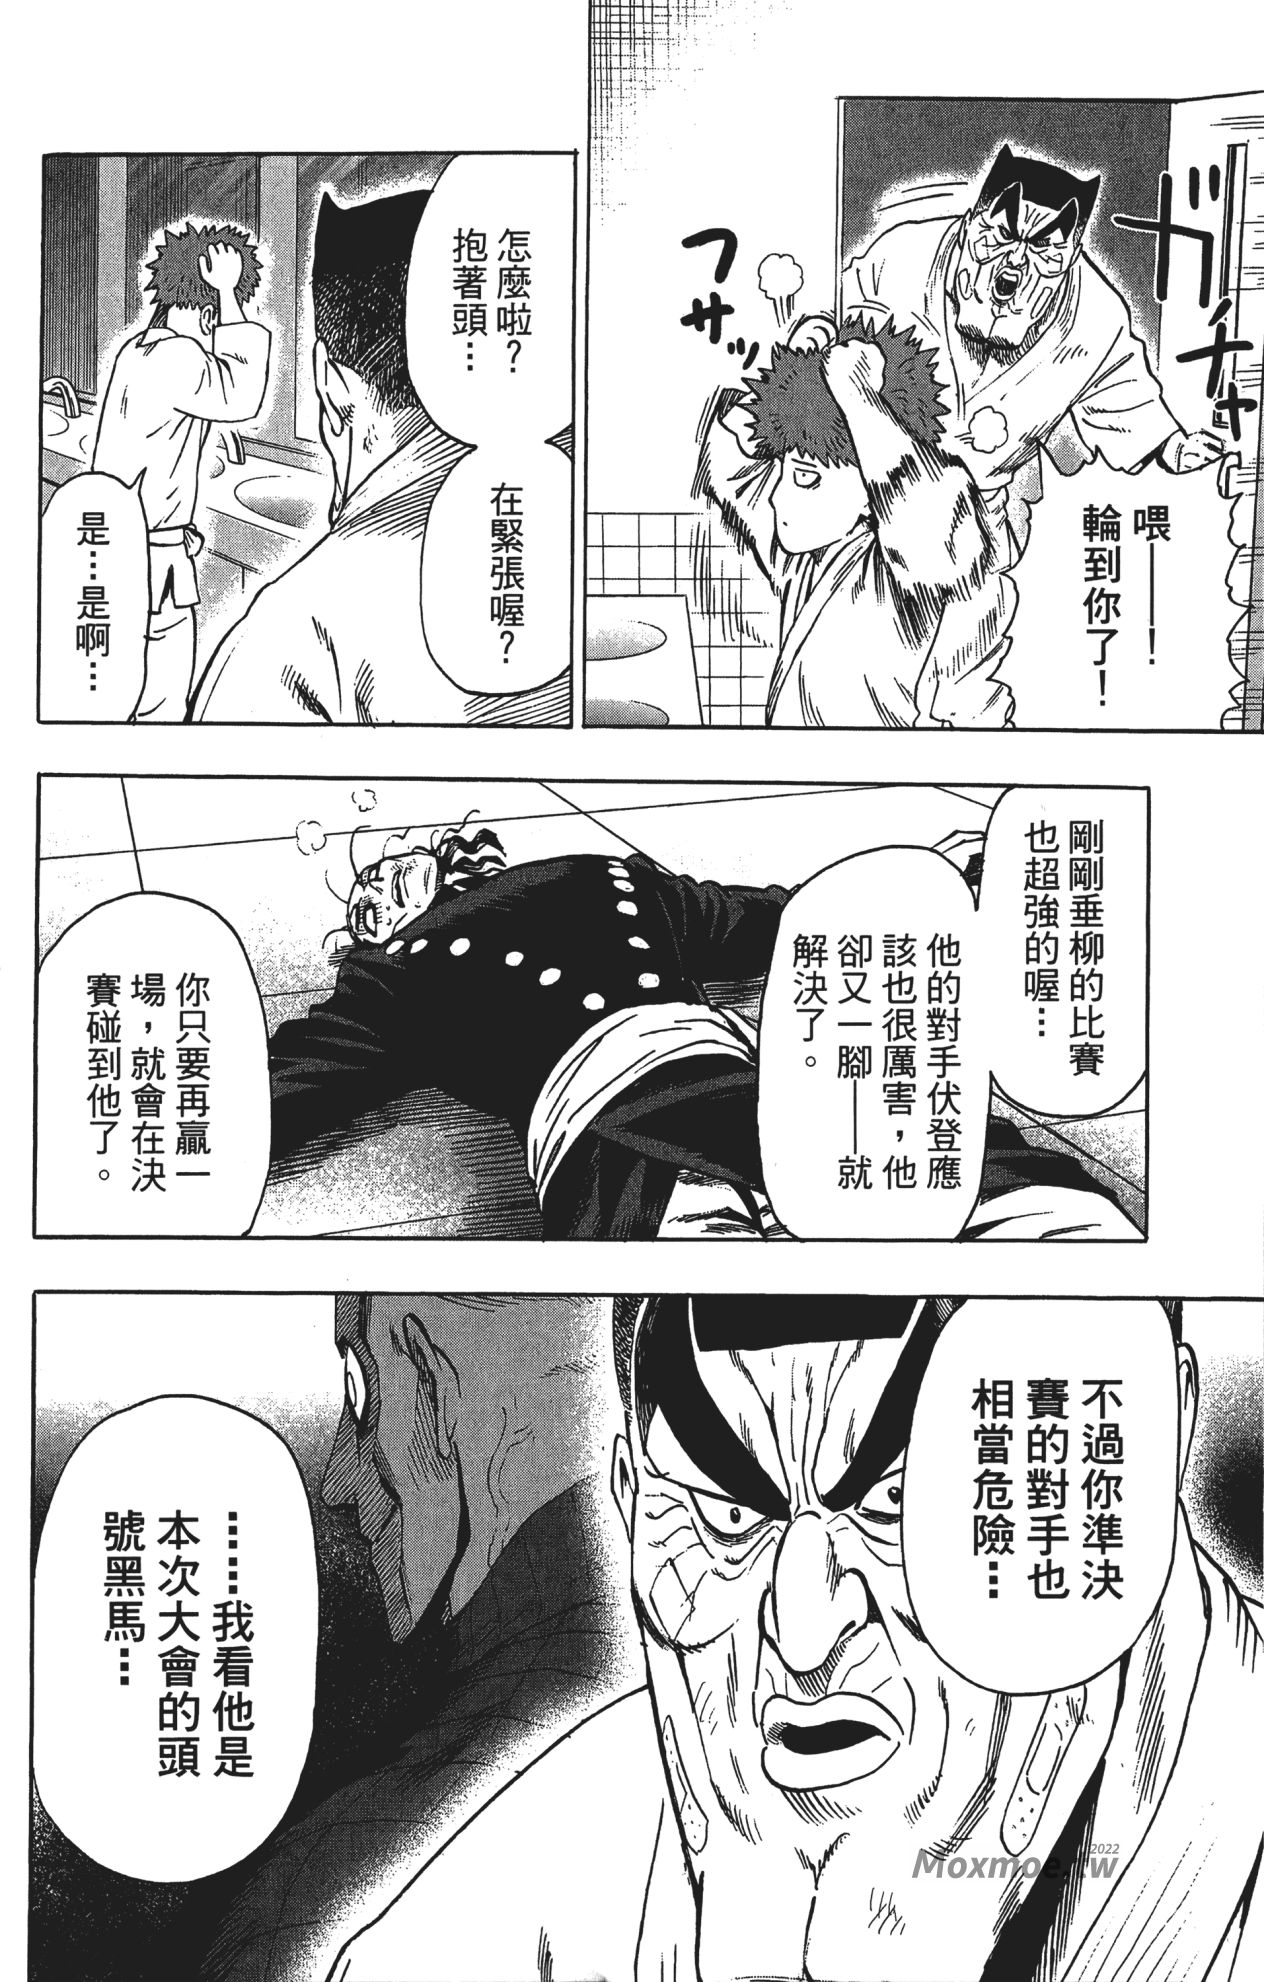 ガチャ
喂——！
輪到你了！
フサッ
怎麼啦？
抱著頭…
在緊張喔？
是…是啊…
剛剛垂柳的比賽
也超強的喔…
他的對手伏登應
該也很厲害，他
卻又一腳——就
解決了。
你只要再贏一
場，就會在決
賽碰到他了。
不過你準決
賽的對手也
相當危險…
……我看他是
本次大會的頭
號黑馬…
2022
Moxmoe.tw